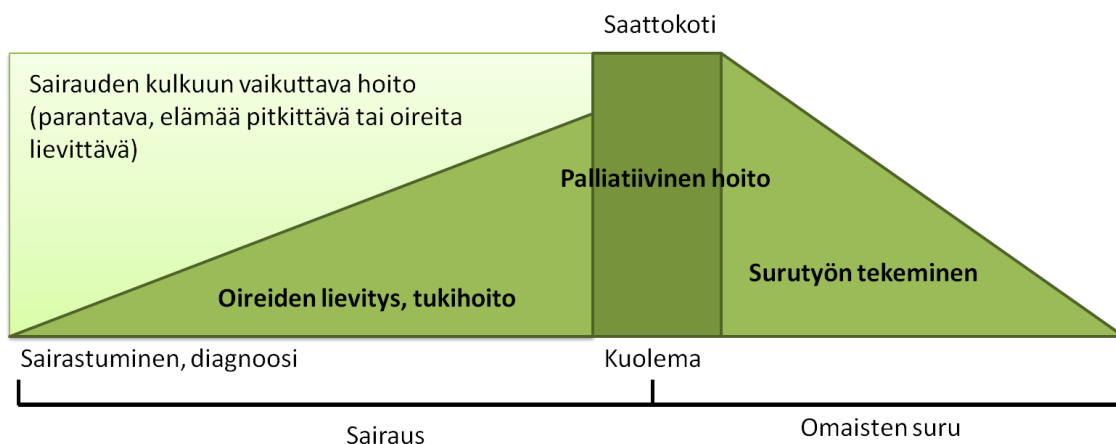 Saattokoti
Sairauden kulkuun vaikuttava hoito
(parantava, elämää pitkittävä tai oireita
lievittävä)
Palliatiivinen hoito
Oireiden lievitys, tukihoito
Surutyön tekeminen
Sairastuminen, diagnoosi
Kuolema
Sairaus
Omaisten suru